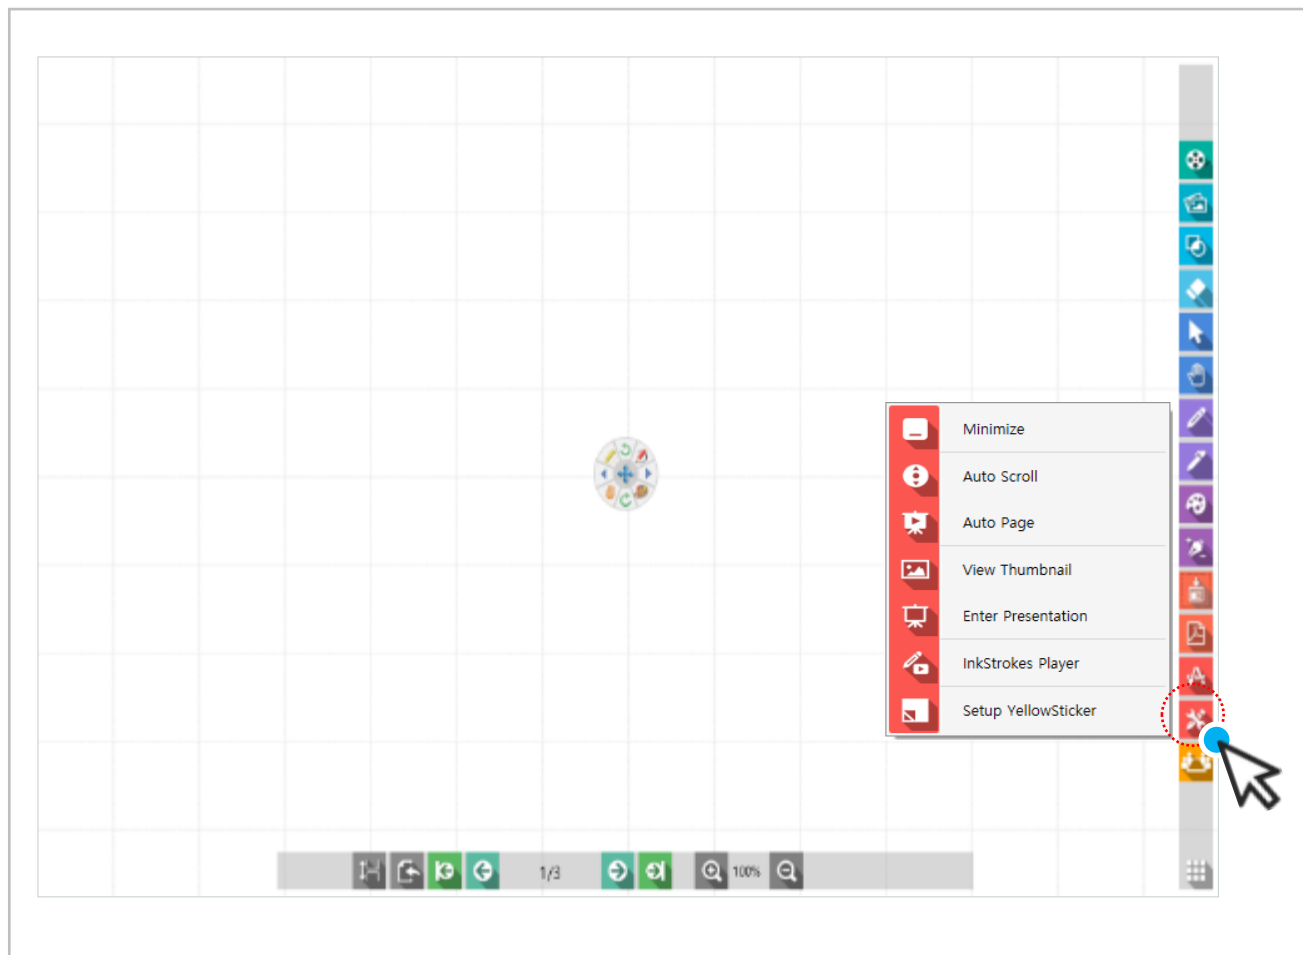 Minimize
Auto Scroll
Auto Page
View Thumbnail
Enter Presentation
InkStrokes Player
Setup YellowSticker
1/3
100%